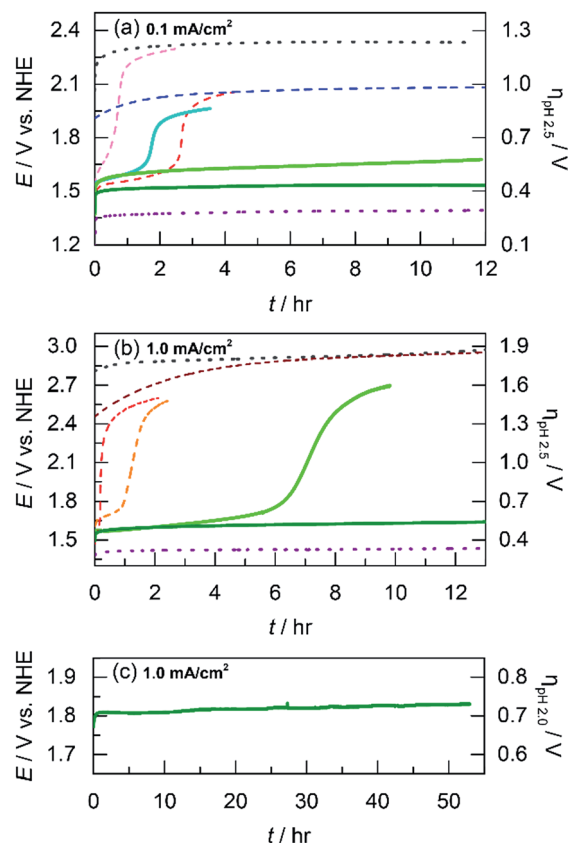 (a) 0.1 mA/cm²
2.4
2.1
1.8
1.5
1.2
E / V vs. NHE
1.3
1.0
0.7
0.4
0.1
η pH 2.5 / V
0 2 4 6 8 10 12
t / hr
(b) 1.0 mA/cm²
3.0
2.7
2.4
2.1
1.8
1.5
E / V vs. NHE
1.9
1.6
1.3
1.0
0.7
0.4
η pH 2.5 / V
0 2 4 6 8 10 12
t / hr
(c) 1.0 mA/cm²
1.9
1.8
1.7
E / V vs. NHE
0.8
0.7
0.6
η pH 2.0 / V
0 10 20 30 40 50
t / hr